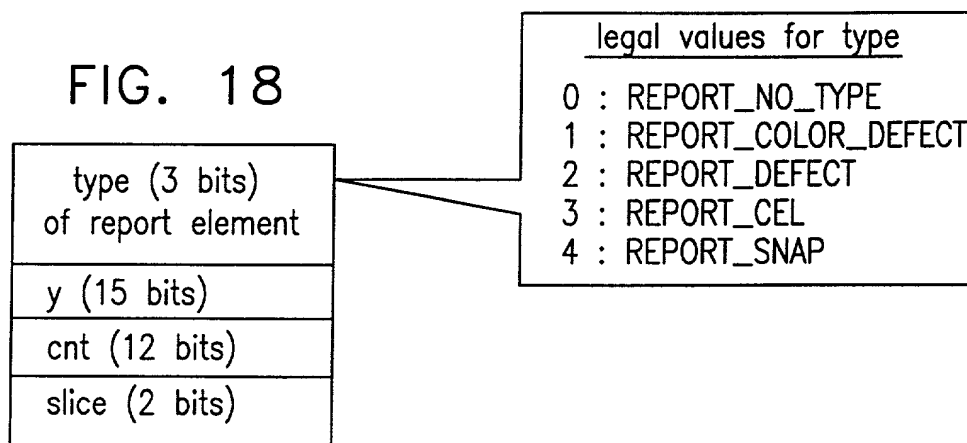 FIG. 18
type (3 bits)
of report element
y (15 bits)
cnt (12 bits)
slice (2 bits)
legal values for type
0 : REPORT_NO_TYPE
1 : REPORT_COLOR_DEFECT
2 : REPORT_DEFECT
3 : REPORT_CEL
4 : REPORT_SNAP